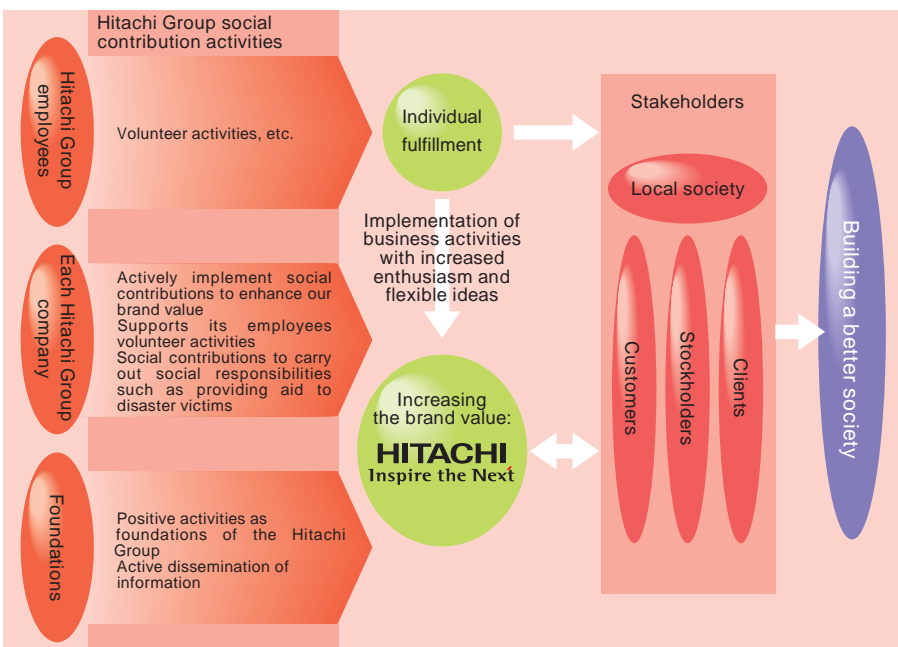 Hitachi Group social
contribution activities
Hitachi Group
employees
Volunteer activities, etc.
Individual
fulfillment
Implementation of
business activities
with increased
enthusiasm and
flexible ideas
Each Hitachi Group
company
Actively implement social
contributions to enhance our
brand value
Supports its employees
volunteer activities
Social contributions to carry
out social responsibilities
such as providing aid to
disaster victims
Increasing
the brand value:
HITACHI
Inspire the Next
Foundations
Positive activities as
foundations of the Hitachi
Group
Active dissemination of
information
Stakeholders
Local society
Customers
Stockholders
Clients
Building a better society